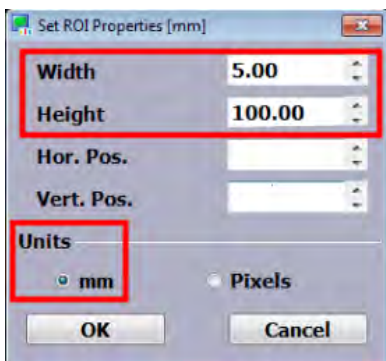 Set ROI Properties [mm]
Width 5.00
Height 100.00
Hor. Pos.
Vert. Pos.
Units
mm Pixels
OK Cancel